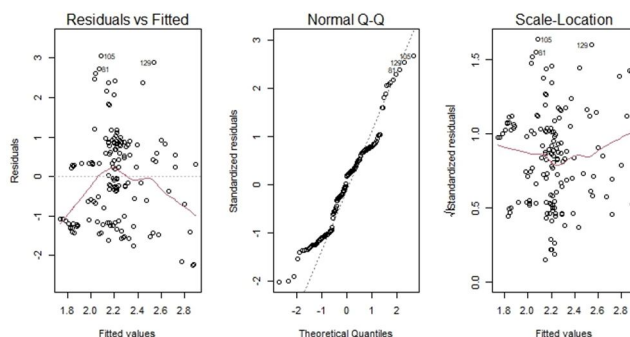 Residuals vs Fitted
Residuals
3
2
1
0
-1
-2
105
81
129
1.8 2.0 2.2 2.4 2.6 2.8
Fitted values
Normal Q-Q
Standardized residuals
3
2
1
0
-1
-2
105
129
81
-2 -1 0 1 2
Theoretical Quantiles
Scale-Location
√|Standardized residuals|
1.5
1.0
0.5
0.0
105
81
129
1.8 2.0 2.2 2.4 2.6 2.8
Fitted values